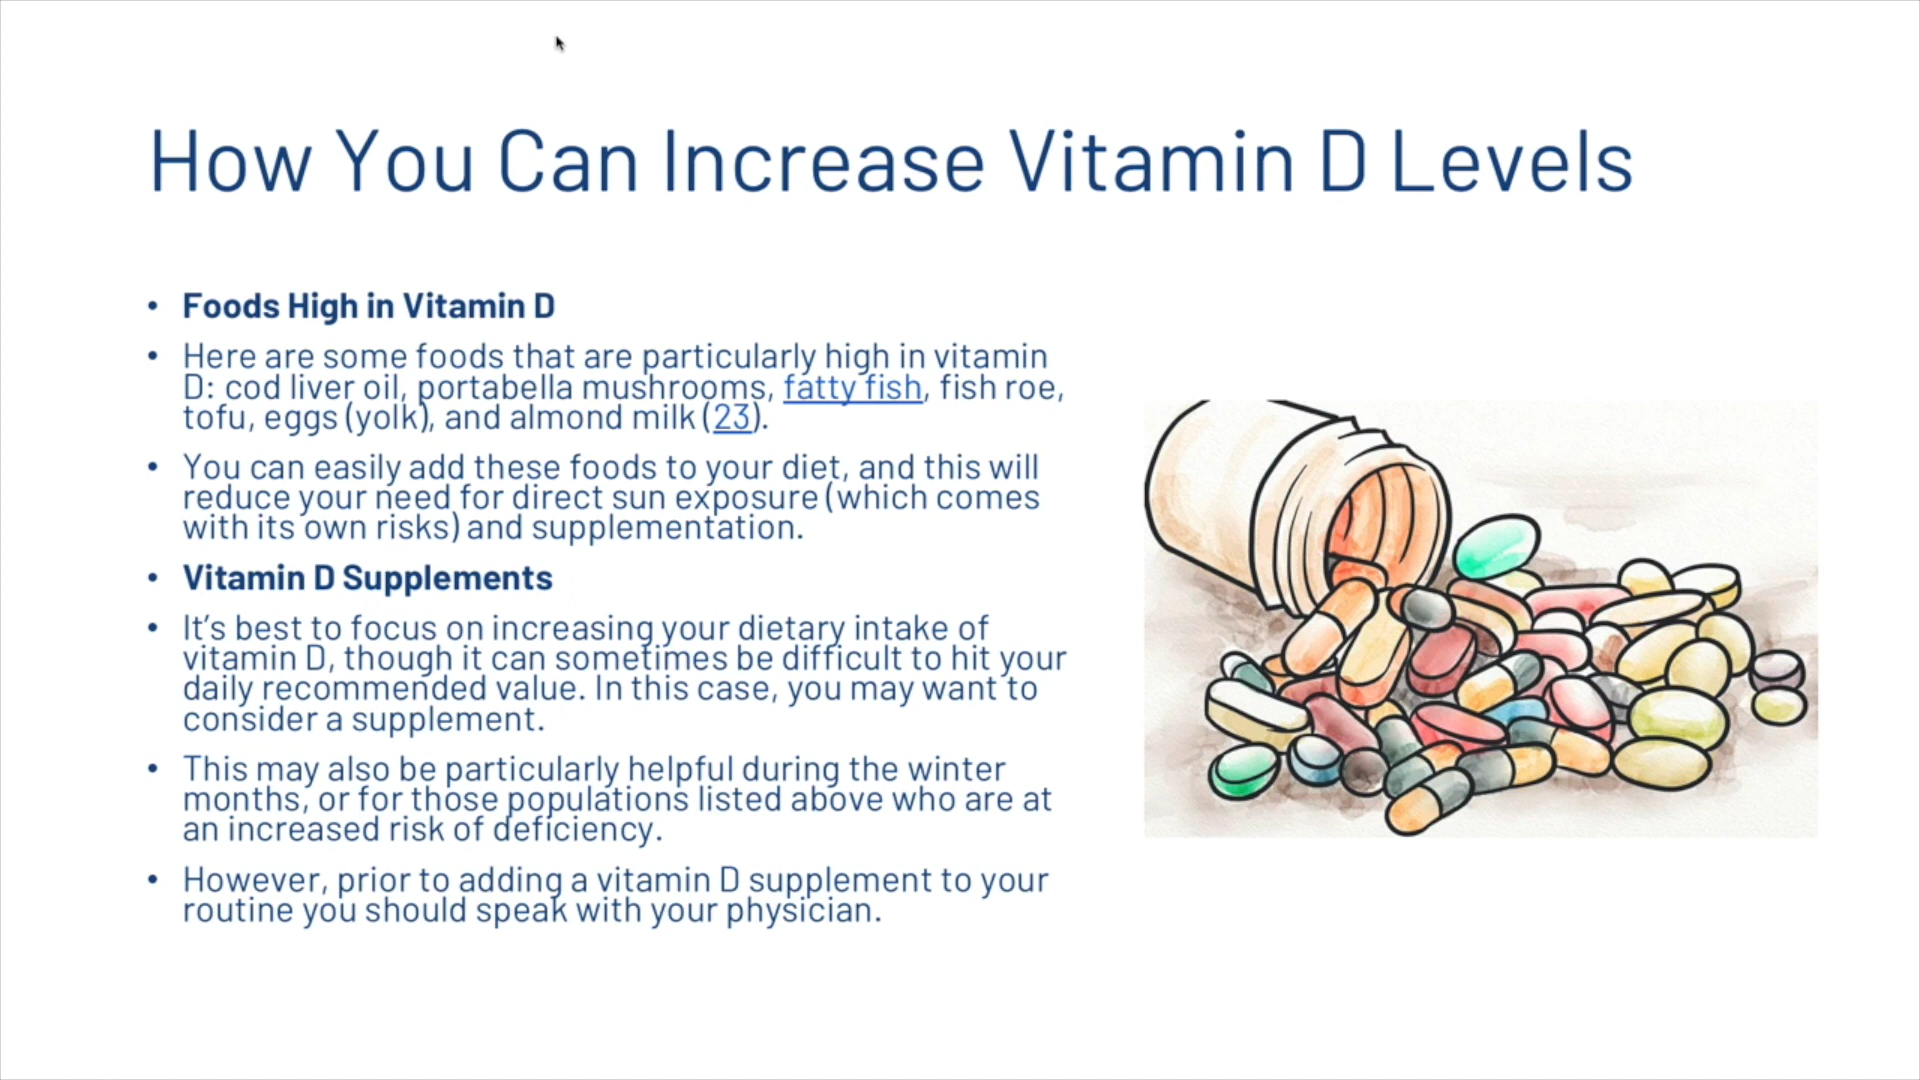 How You Can Increase Vitamin D Levels
• Foods High in Vitamin D
• Here are some foods that are particularly high in vitamin
D: cod liver oil, portabella mushrooms, fatty fish, fish roe,
tofu, eggs (yolk), and almond milk (23).
• You can easily add these foods to your diet, and this will
reduce your need for direct sun exposure (which comes
with its own risks) and supplementation.
• Vitamin D Supplements
• It’s best to focus on increasing your dietary intake of
vitamin D, though it can sometimes be difficult to hit your
daily recommended value. In this case, you may want to
consider a supplement.
• This may also be particularly helpful during the winter
months, or for those populations listed above who are at
an increased risk of deficiency.
• However, prior to adding a vitamin D supplement to your
routine you should speak with your physician.